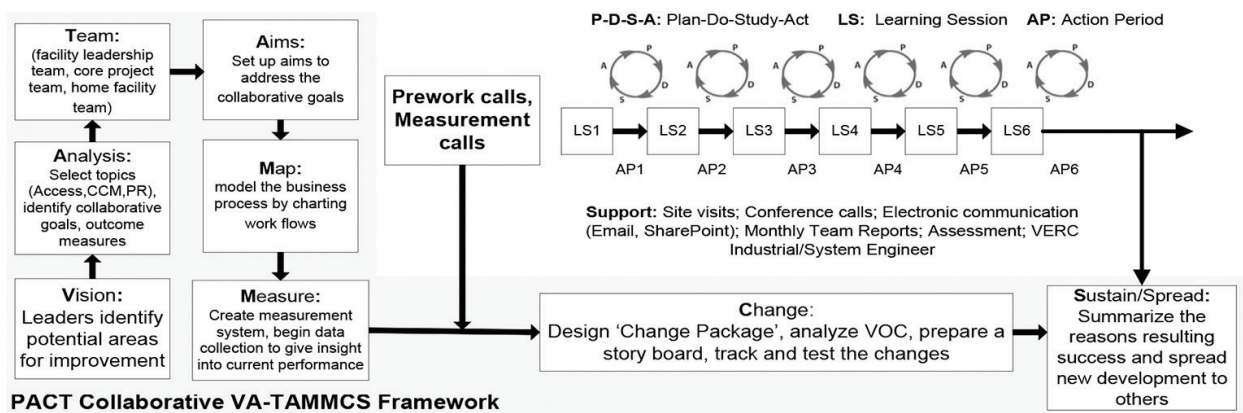 Team:
(facility leadership
team, core project
team, home facility
team)
Analysis:
Select topics
(Access,CCM,PR),
identify collaborative
goals, outcome
measures
Vision:
Leaders identify
potential areas
for improvement
Aims:
Set up aims to
address the
collaborative goals
Map:
model the business
process by charting
work flows
Measure:
Create measurement
system, begin data
collection to give insight
into current performance
Prework calls,
Measurement
calls
P-D-S-A: Plan-Do-Study-Act LS: Learning Session AP: Action Period
A P D S A P D S A P D S A P D S A P D S A P D S
LS1 LS2 LS3 LS4 LS5 LS6
AP1 AP2 AP3 AP4 AP5 AP6
Support: Site visits; Conference calls; Electronic communication
(Email, SharePoint); Monthly Team Reports; Assessment; VERC
Industrial/System Engineer
Change:
Design ‘Change Package’, analyze VOC, prepare a
story board, track and test the changes
Sustain/Spread:
Summarize the
reasons resulting
success and spread
new development to
others
PACT Collaborative VA-TAMMCS Framework